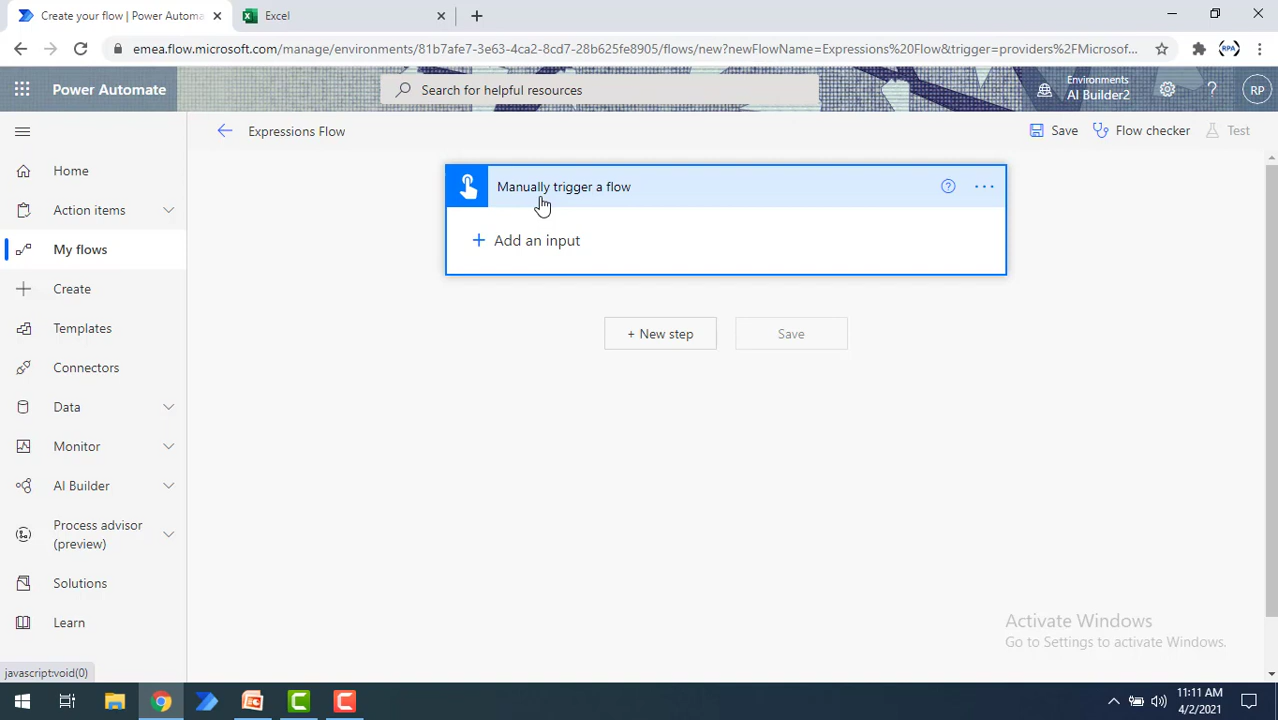 Create your flow | Power Automa
Excel
emea.flow.microsoft.com/manage/environments/81b7afe7-3e63-4ca2-8cd7-28b625fe8905/flows/new?newFlowName=Expressions%20Flow&trigger=providers%2FMicrosof...
RPA
Power Automate
Search for helpful resources
Environments
AI Builder2
RP
Expressions Flow
Save
Flow checker
Test
Home
Action items
My flows
Create
Templates
Connectors
Data
Monitor
AI Builder
Process advisor
(preview)
Solutions
Learn
Manually trigger a flow
+ Add an input
+ New step
Save
Activate Windows
Go to Settings to activate Windows.
javascript:void(0)
11:11 AM
4/2/2021